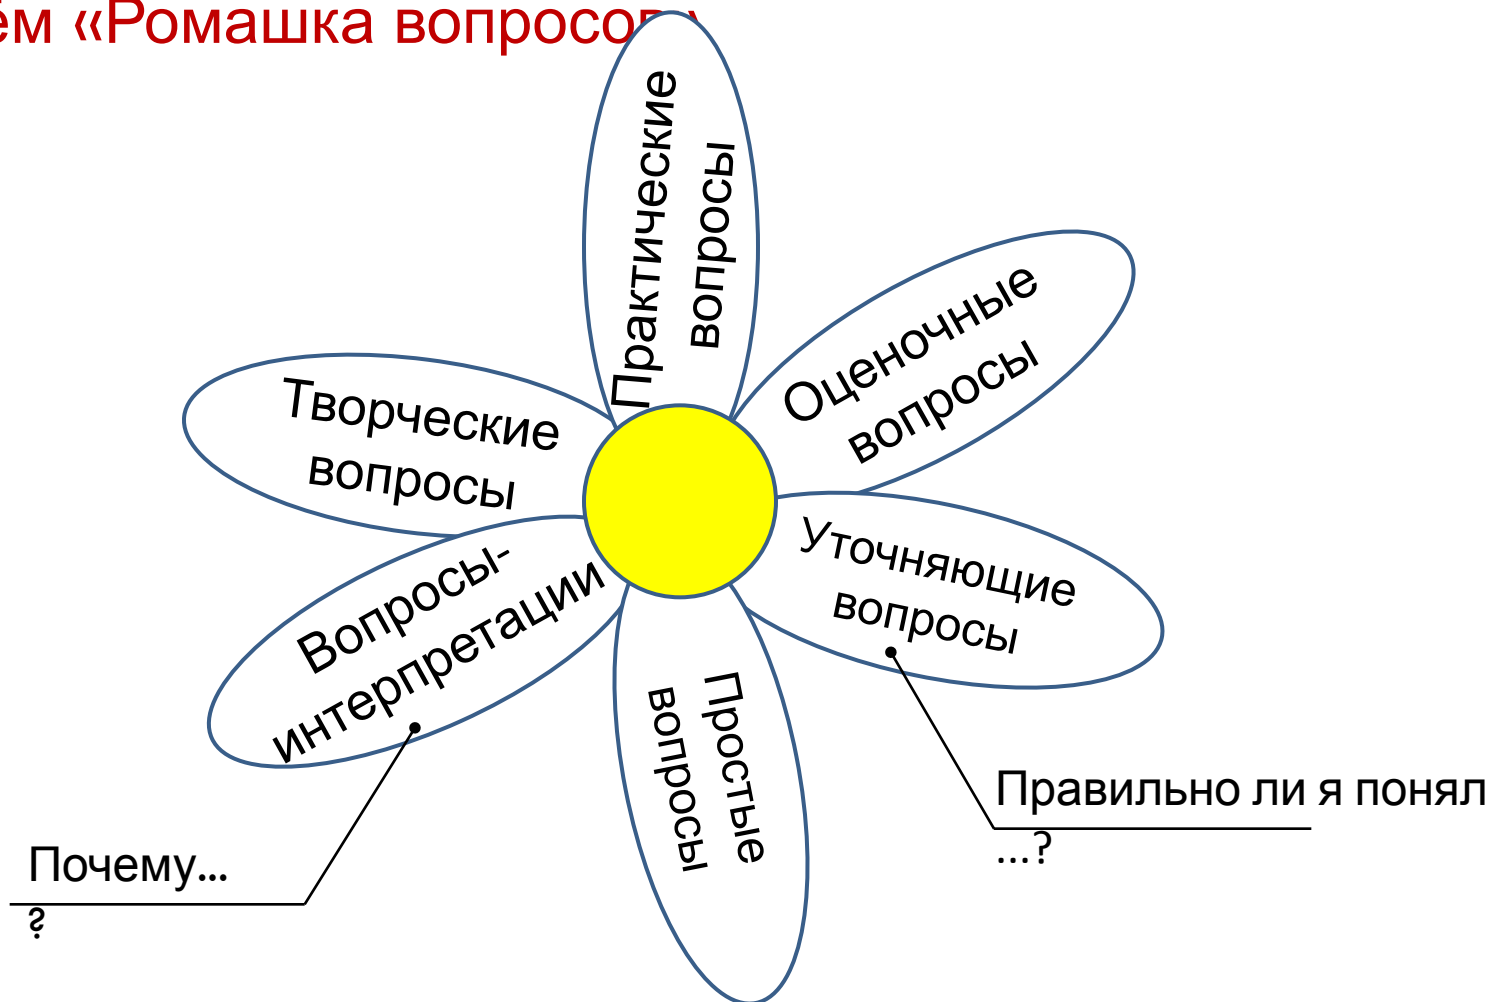 ём «Ромашка вопросов»
Практические
вопросы
Оценочные
вопросы
Творческие
вопросы
Уточняющие
вопросы
Вопросы-
интерпретации
Простые
вопросы
Правильно ли я понял
...?
Почему...
?